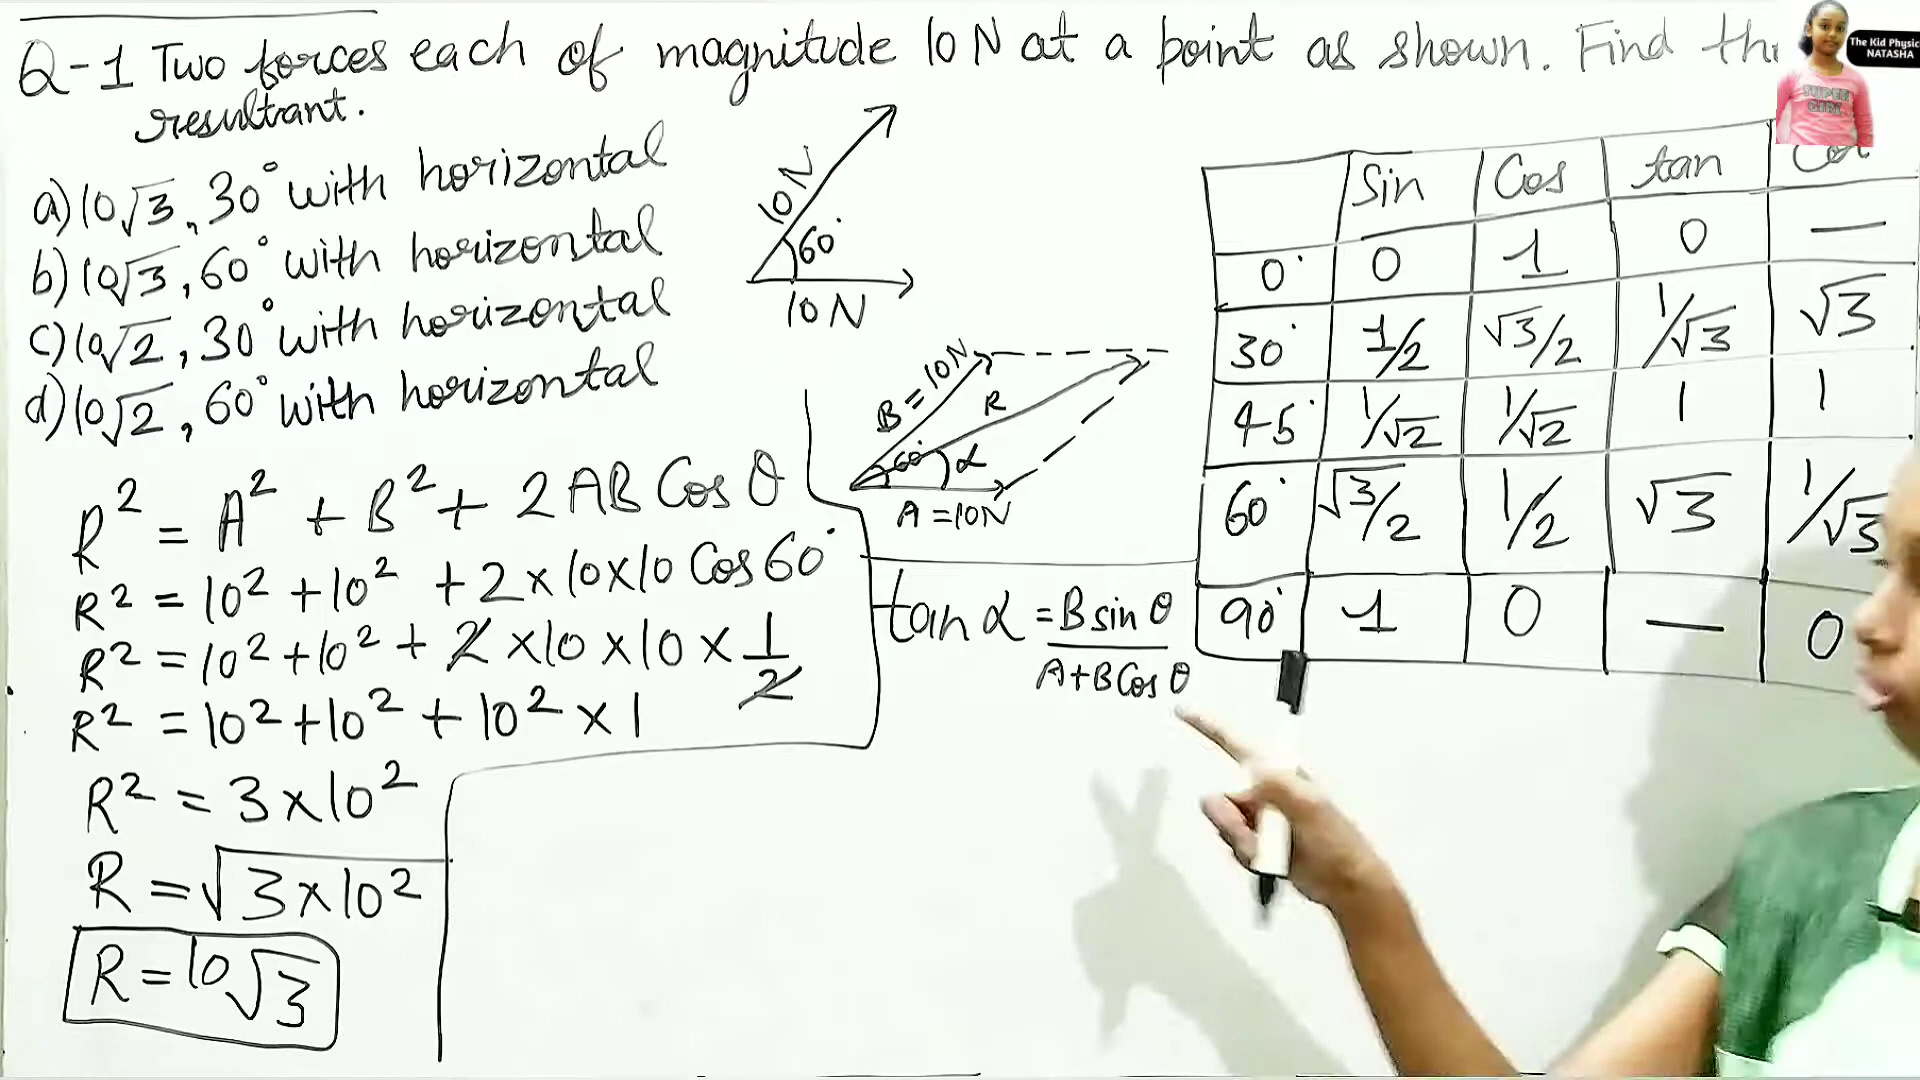 Q-1 Two forces each of magnitude 10 N at a point as shown. Find
resultant.
a) 10√3, 30° with horizontal
b) 10√3, 60° with horizontal
c) 10√2, 30° with horizontal
d) 10√2, 60° with horizontal
10 N
60°
10 N
B = 10N
R
60°
α
A = 10N
R² = A² + B² + 2AB Cos θ
R² = 10² + 10² + 2 × 10 × 10 Cos 60°
R² = 10² + 10² + 2 × 10 × 10 × 1/2
R² = 10² + 10² + 10² × 1
R² = 3 × 10²
R = √3 × 10²
R = 10√3
tan α = B sin θ / A + B Cos θ
Sin Cos tan
0° 0 1 0 —
30° 1/2 √3/2 1/√3 √3
45° 1/√2 1/√2 1 1
60° √3/2 1/2 √3 1/√3
90° 1 0 — 0
The Kid Physic
NATASHA
SUPER
GIRL